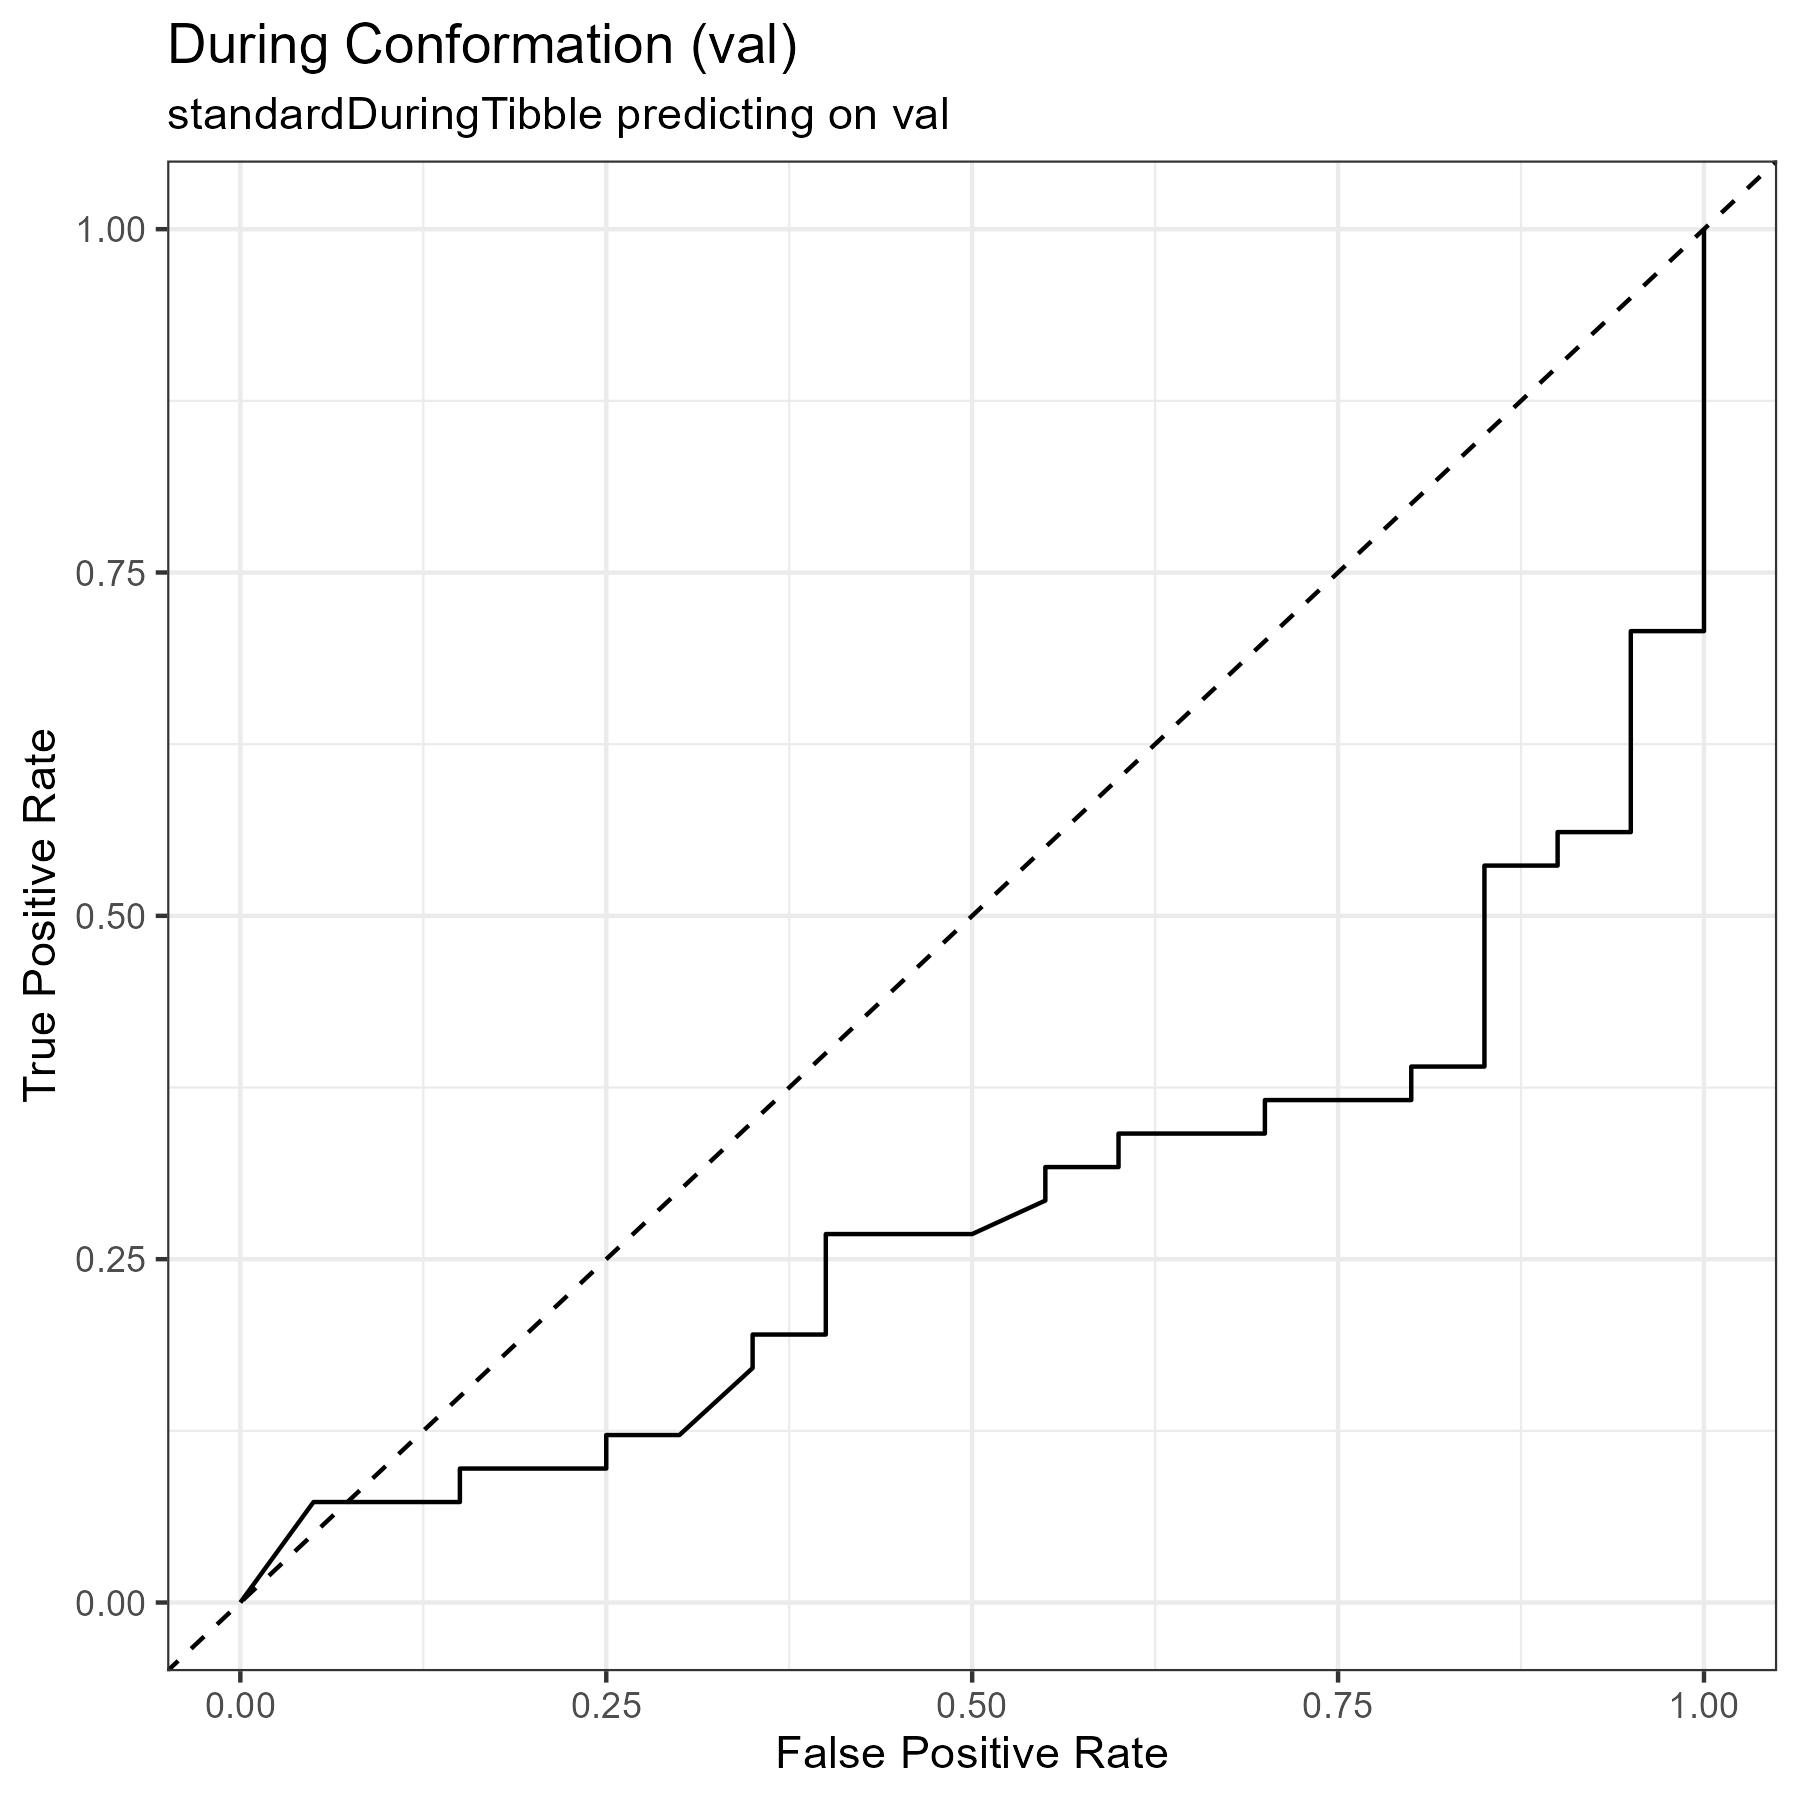 During Conformation (val)
standardDuringTibble predicting on val
1.00
0.75
0.50
0.25
0.00
True Positive Rate
0.00 0.25 0.50 0.75 1.00
False Positive Rate